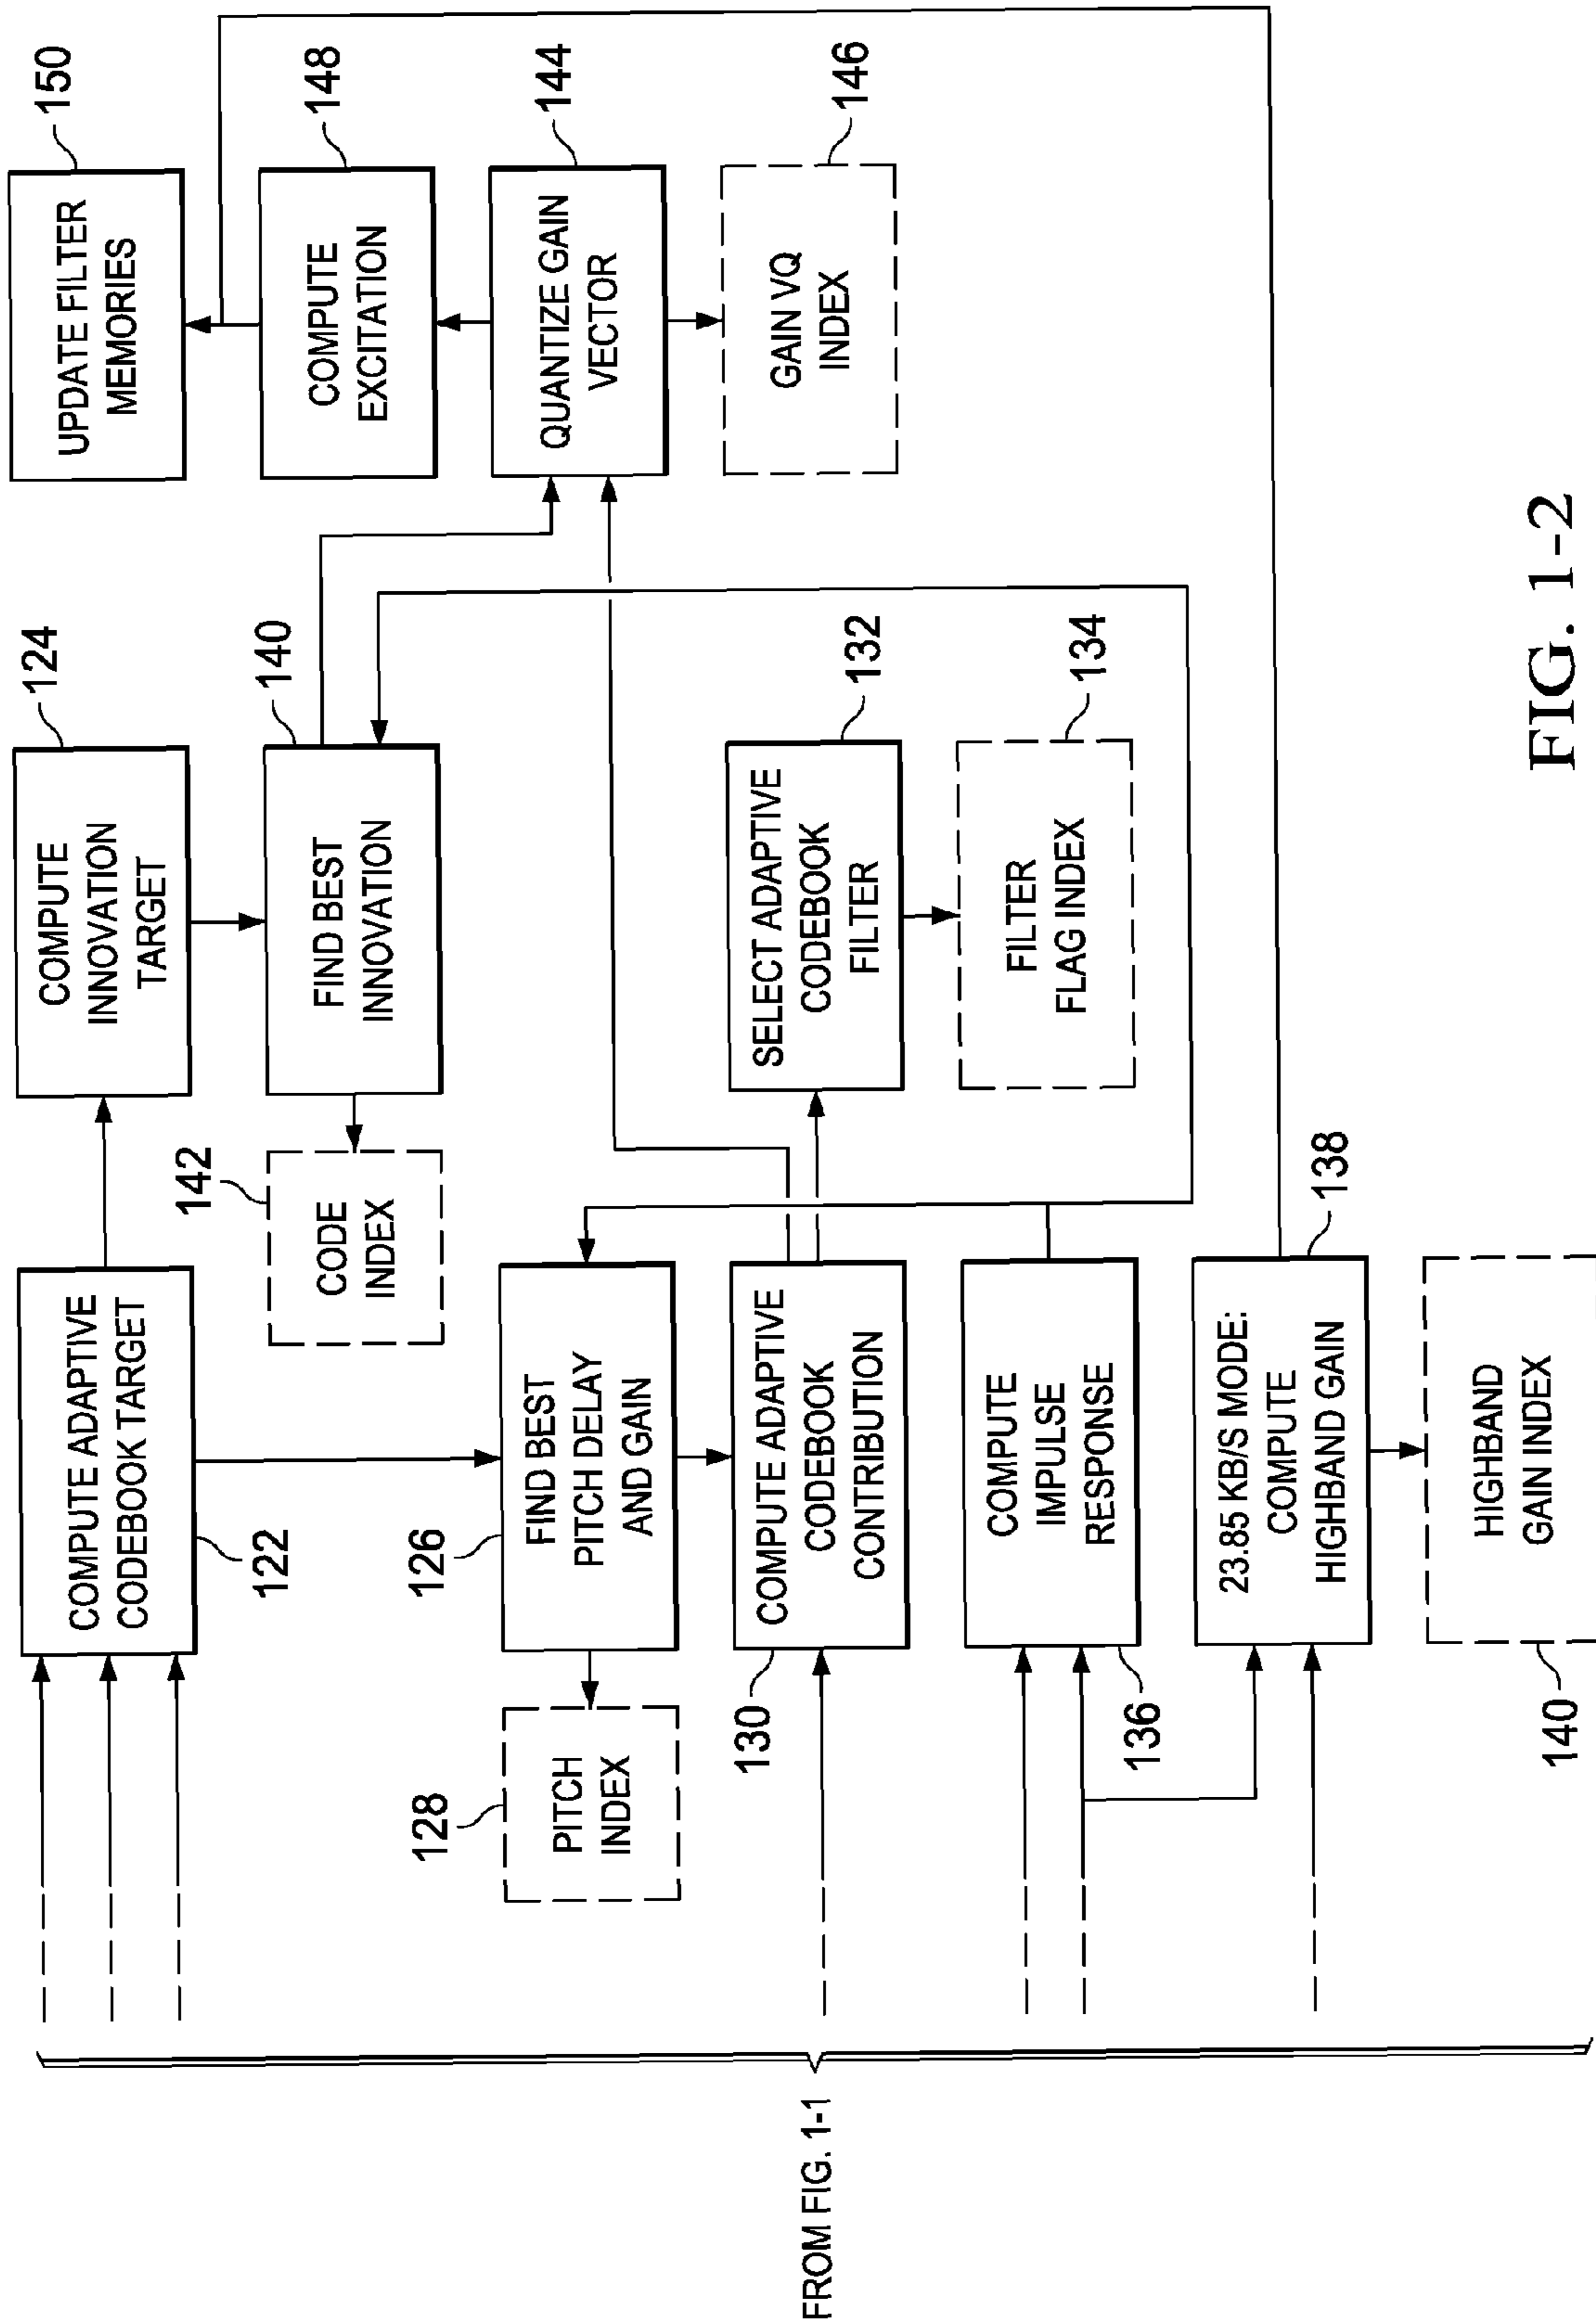 FROM FIG. 1-1
COMPUTE ADAPTIVE
CODEBOOK TARGET
122
COMPUTE
INNOVATION
TARGET
124
UPDATE FILTER
MEMORIES
150
CODE
INDEX
142
FIND BEST
INNOVATION
140
COMPUTE
EXCITATION
148
PITCH
INDEX
128
FIND BEST
PITCH DELAY
AND GAIN
126
QUANTIZE GAIN
VECTOR
144
COMPUTE ADAPTIVE
CODEBOOK
CONTRIBUTION
130
SELECT ADAPTIVE
CODEBOOK
FILTER
132
GAIN VQ
INDEX
146
COMPUTE
IMPULSE
RESPONSE
136
FILTER
FLAG INDEX
134
23.85 KB/S MODE:
COMPUTE
HIGHBAND GAIN
138
HIGHBAND
GAIN INDEX
140
FIG. 1-2